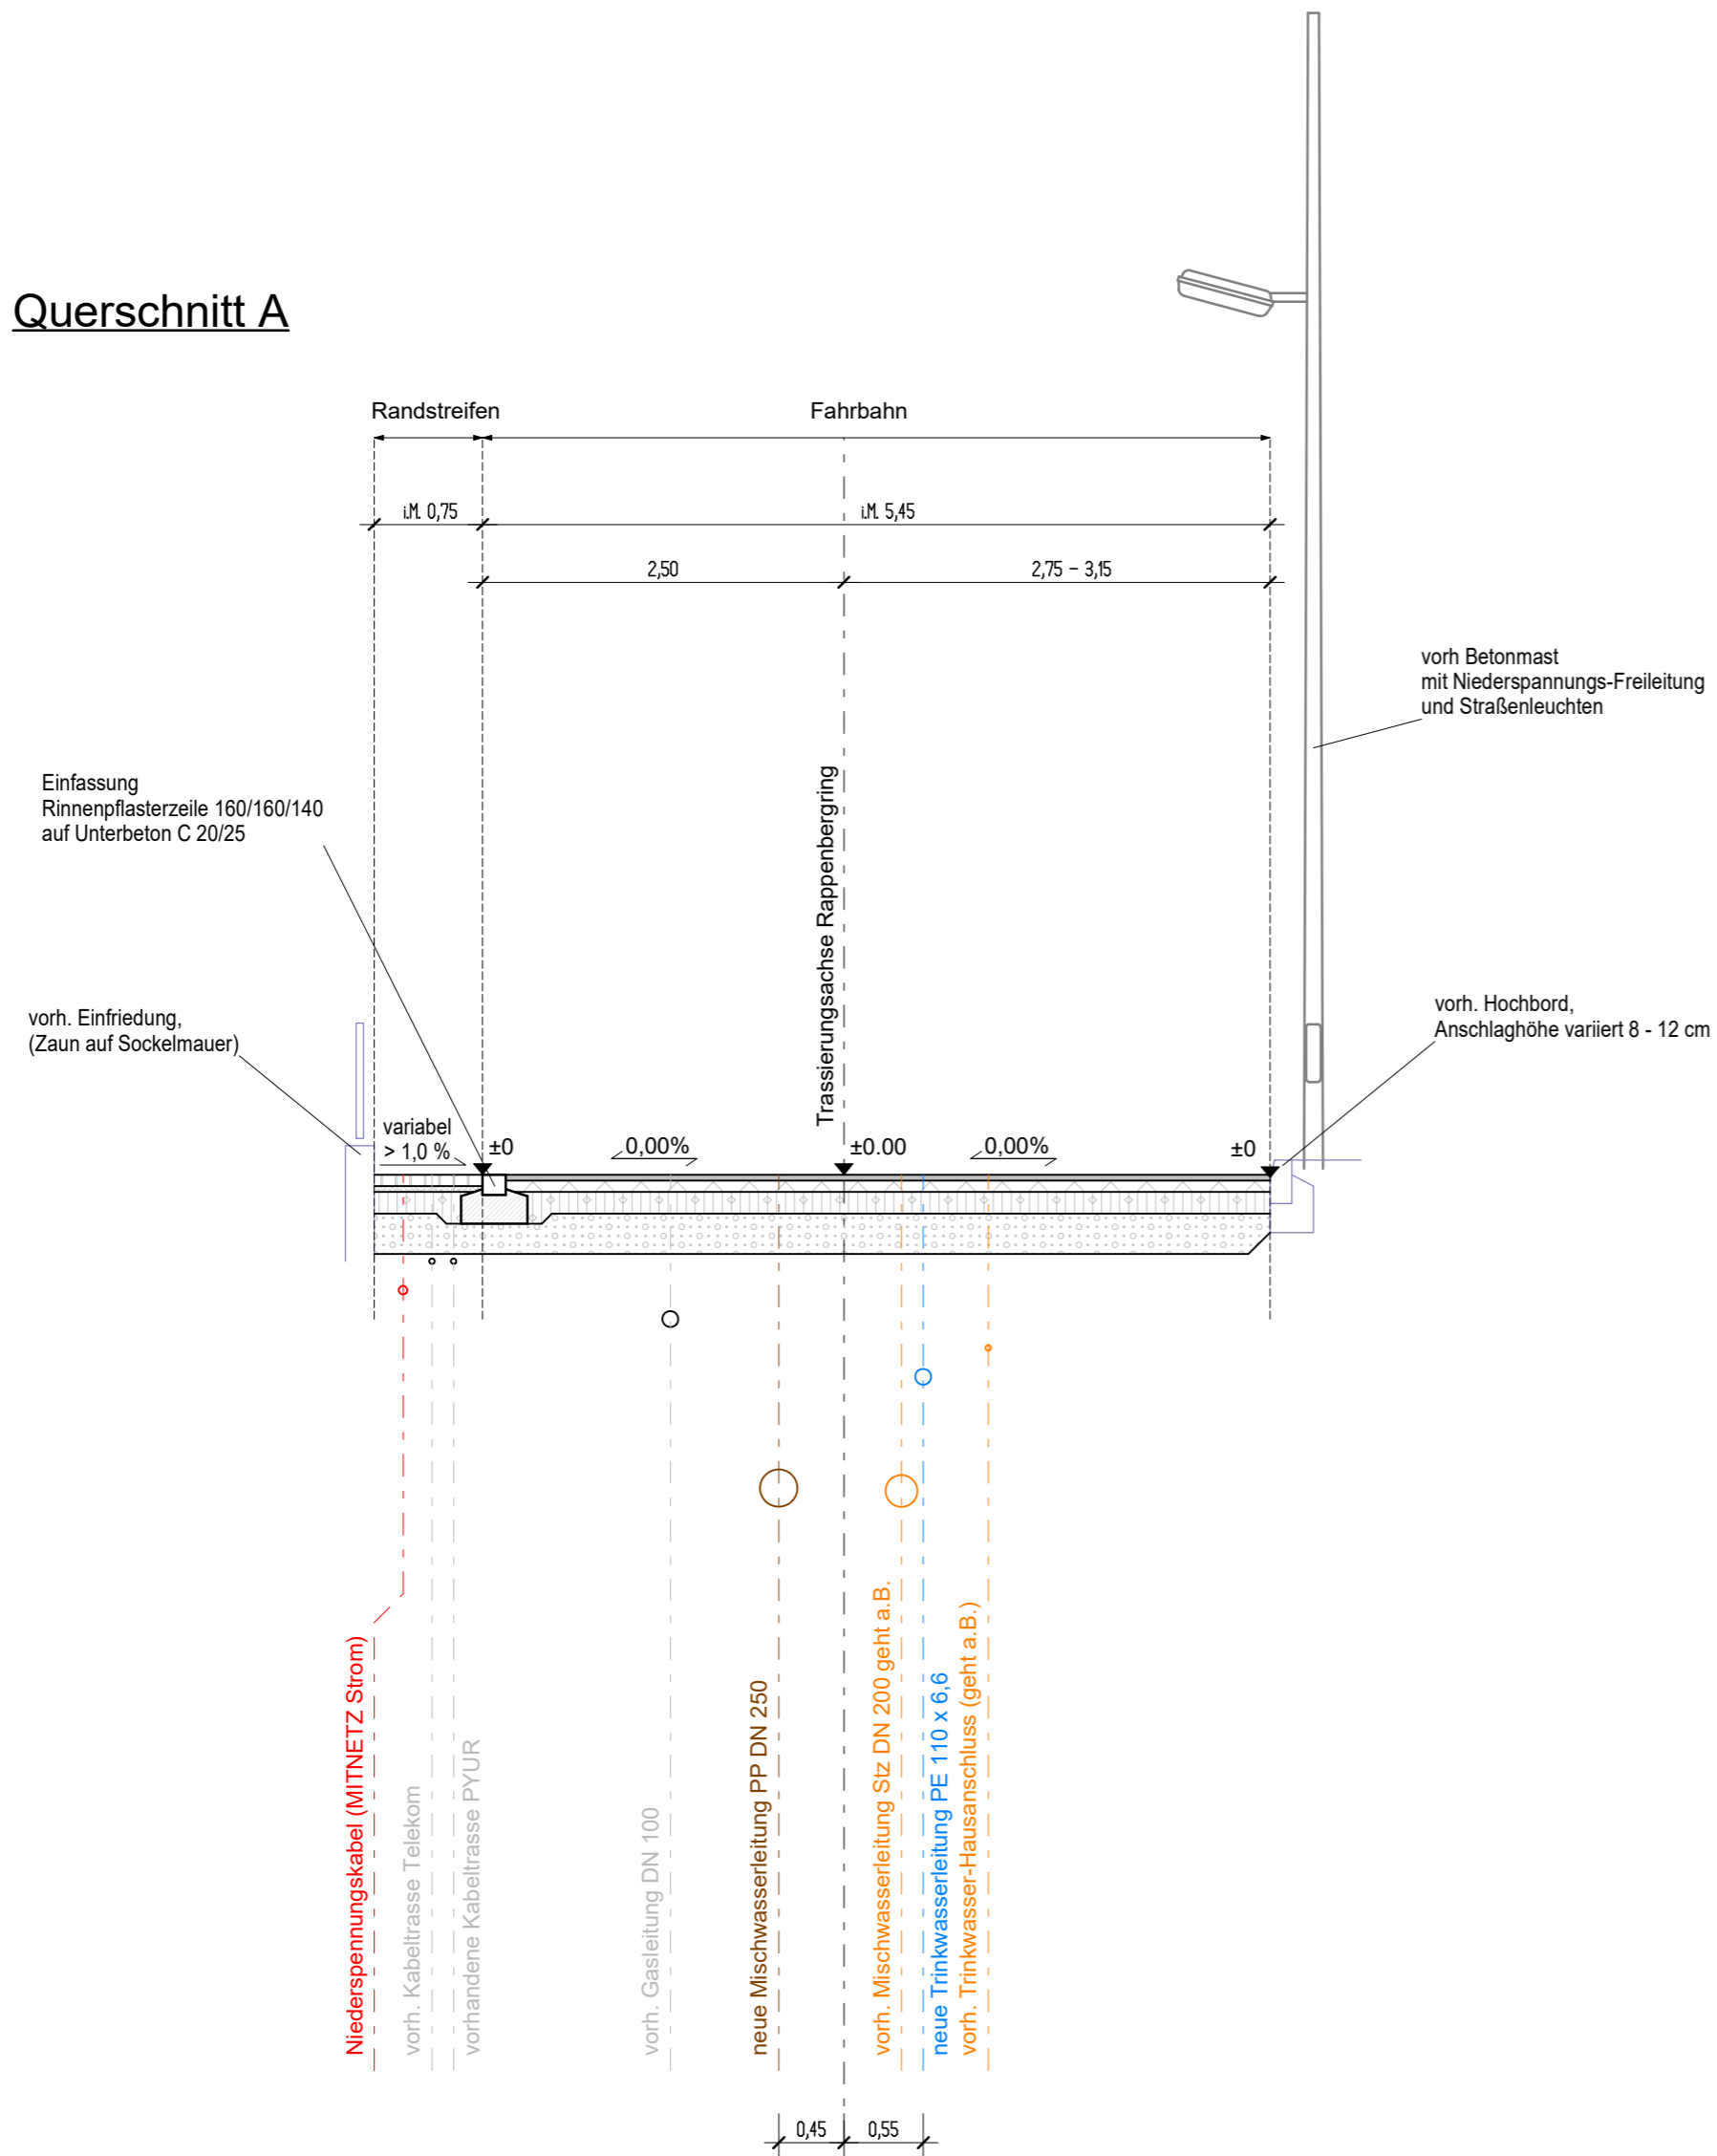 Querschnitt A
Randstreifen
Fahrbahn
i.M. 0,75
i.M. 5,45
2,50
2,75 - 3,15
vorh Betonmast
mit Niederspannungs-Freileitung
und Straßenleuchten
Einfassung
Rinnenpflasterzeile 160/160/140
auf Unterbeton C 20/25
Trassierungsachse Rappenbergring
vorh. Einfriedung,
(Zaun auf Sockelmauer)
vorh. Hochbord,
Anschlaghöhe variiert 8 - 12 cm
variabel
> 1,0 %
±0
0,00%
±0.00
0,00%
±0
Niederspennungskabel (MITNETZ Strom)
vorh. Kabeltrasse Telekom
vorhandene Kabeltrasse PYUR
vorh. Gasleitung DN 100
neue Mischwasserleitung PP DN 250
vorh. Mischwasserleitung Stz DN 200 geht a.B.
neue Trinkwasserleitung PE 110 x 6,6
vorh. Trinkwasser-Hausanschluss (geht a.B.)
0,45
0,55